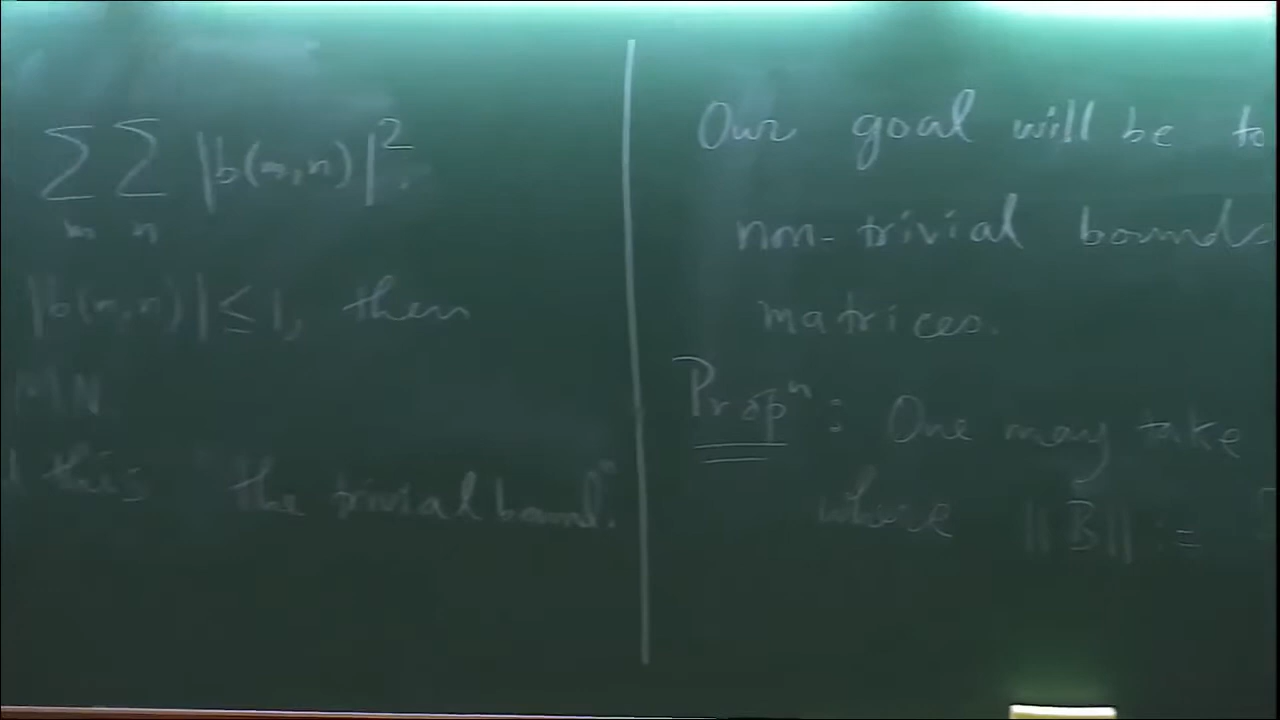 ∑ ∑ |b(m,n)|².
m n
|b(m,n)| ≤ 1, then
MN
this "the trivial bound".
Our goal will be to
non-trivial bounds
matrices.
Propⁿ: One may take
where ||B|| :=